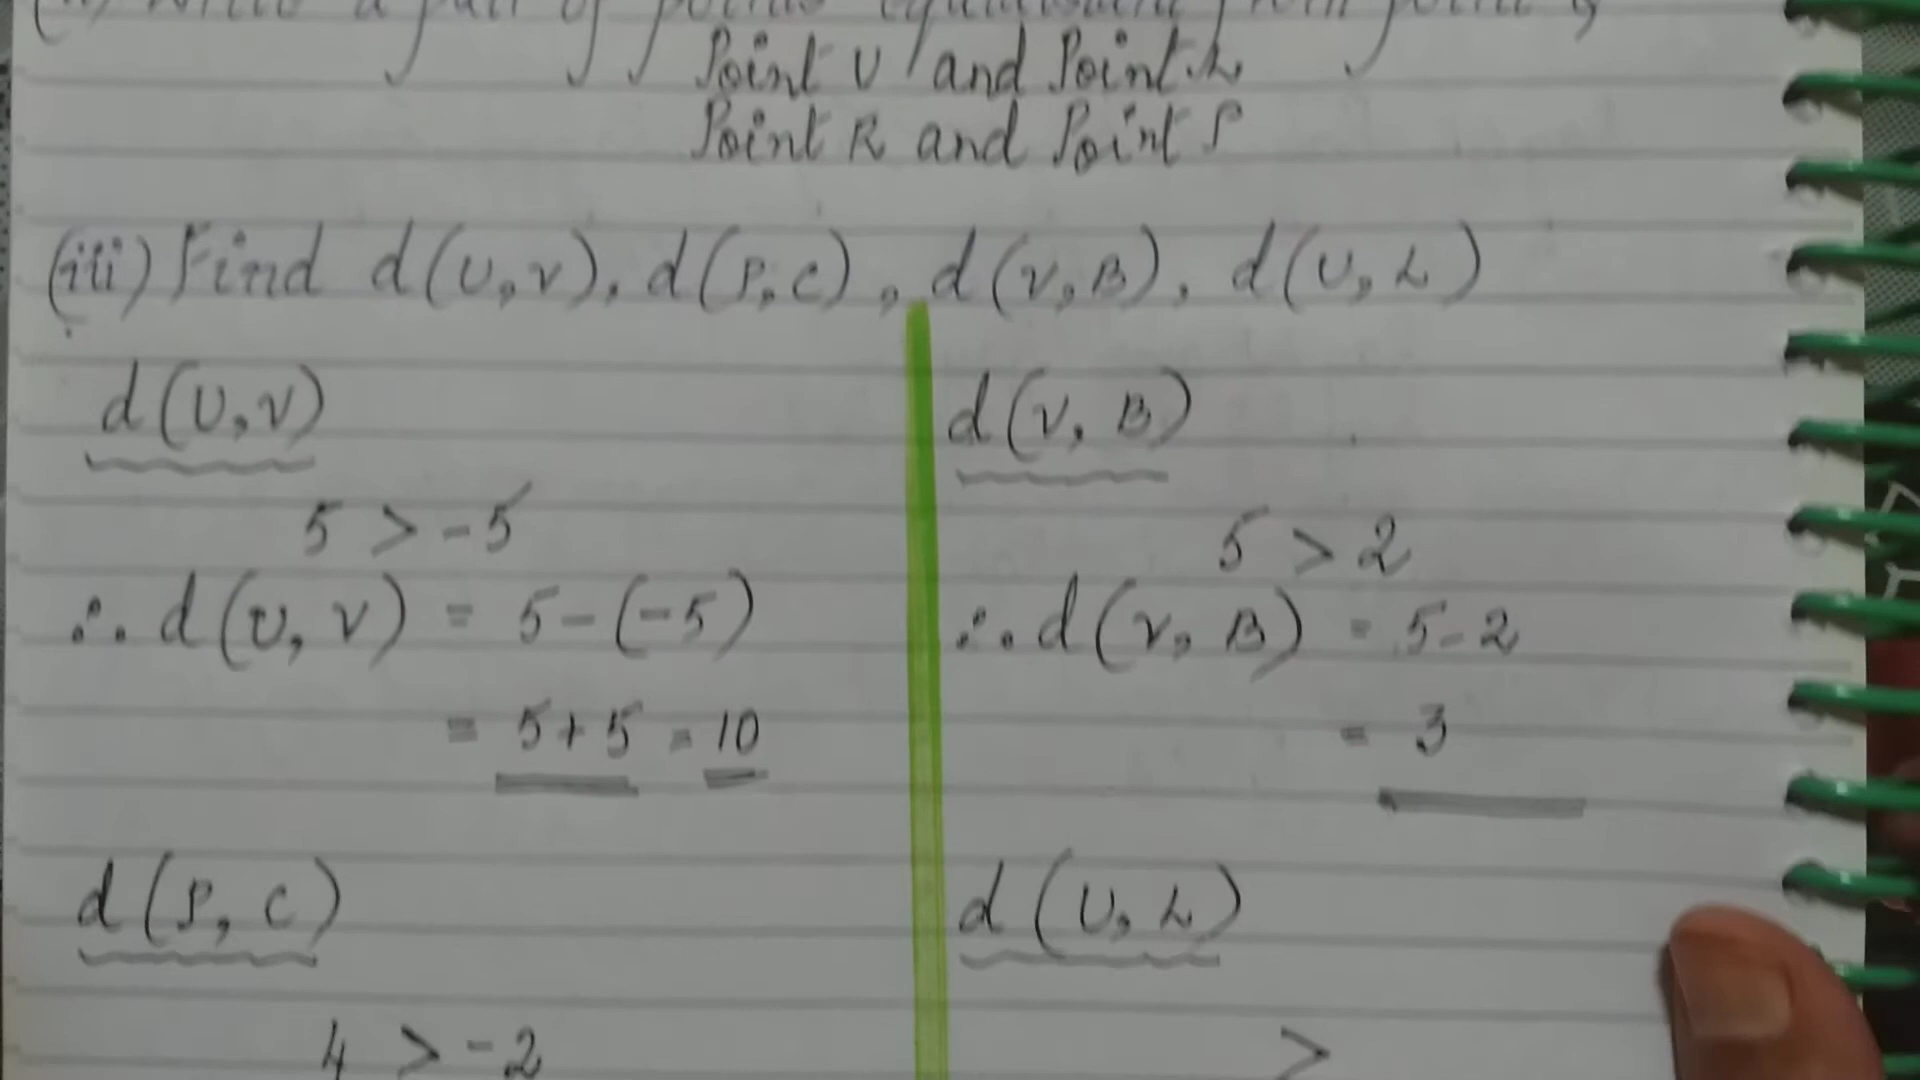 Point U and Point L
Point R and Point P
(iii) Find d(U,V), d(P,C), d(V,B), d(U,L)
d(U,V)
5 > -5
∴ d(U,V) = 5-(-5)
= 5+5 = 10
d(P,C)
4 > -2
d(V,B)
5 > 2
∴ d(V,B) = 5-2
= 3
d(U,L)
>